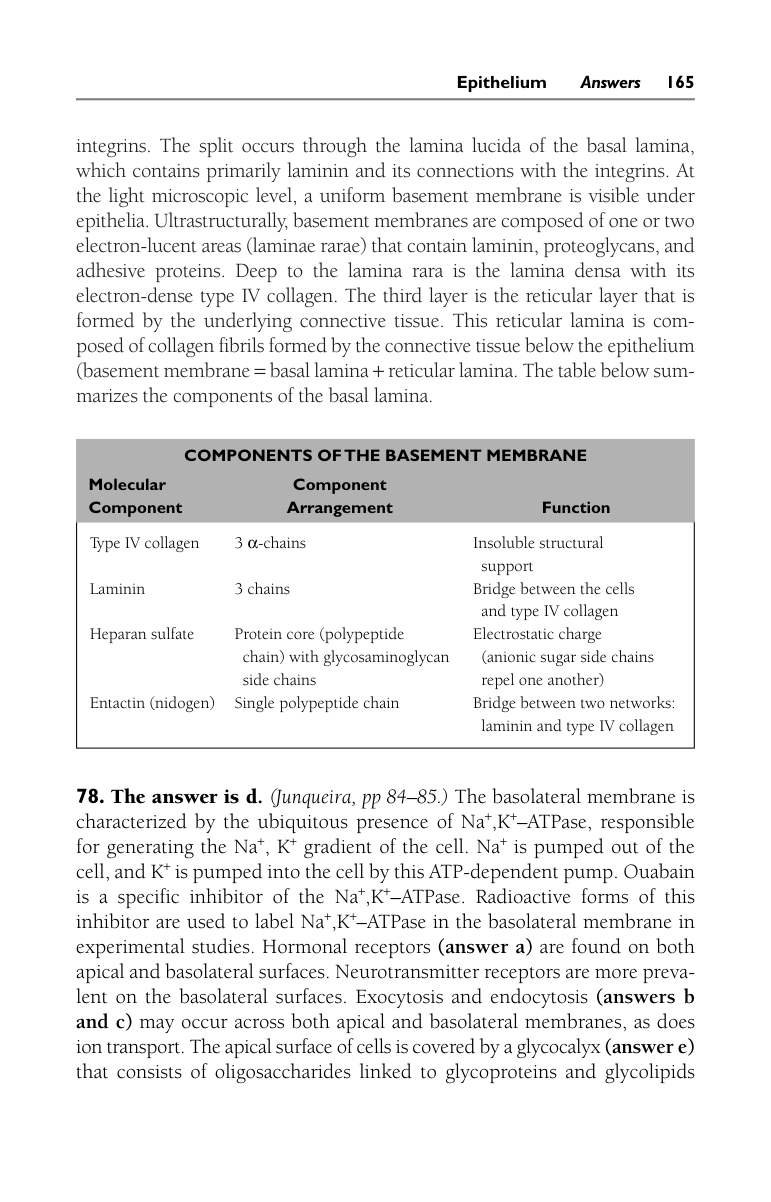 Epithelium Answers 165
integrins. The split occurs through the lamina lucida of the basal lamina,
which contains primarily laminin and its connections with the integrins. At
the light microscopic level, a uniform basement membrane is visible under
epithelia. Ultrastructurally, basement membranes are composed of one or two
electron-lucent areas (laminae rarae) that contain laminin, proteoglycans, and
adhesive proteins. Deep to the lamina rara is the lamina densa with its
electron-dense type IV collagen. The third layer is the reticular layer that is
formed by the underlying connective tissue. This reticular lamina is com-
posed of collagen fibrils formed by the connective tissue below the epithelium
(basement membrane = basal lamina + reticular lamina. The table below sum-
marizes the components of the basal lamina.
COMPONENTS OF THE BASEMENT MEMBRANE
Molecular Component
Component Arrangement Function
Type IV collagen 3 α-chains Insoluble structural
support
Laminin 3 chains Bridge between the cells
and type IV collagen
Heparan sulfate Protein core (polypeptide Electrostatic charge
chain) with glycosaminoglycan (anionic sugar side chains
side chains repel one another)
Entactin (nidogen) Single polypeptide chain Bridge between two networks:
laminin and type IV collagen
78. The answer is d. (Junqueira, pp 84–85.) The basolateral membrane is
characterized by the ubiquitous presence of Na⁺,K⁺–ATPase, responsible
for generating the Na⁺, K⁺ gradient of the cell. Na⁺ is pumped out of the
cell, and K⁺ is pumped into the cell by this ATP-dependent pump. Ouabain
is a specific inhibitor of the Na⁺,K⁺–ATPase. Radioactive forms of this
inhibitor are used to label Na⁺,K⁺–ATPase in the basolateral membrane in
experimental studies. Hormonal receptors (answer a) are found on both
apical and basolateral surfaces. Neurotransmitter receptors are more preva-
lent on the basolateral surfaces. Exocytosis and endocytosis (answers b
and c) may occur across both apical and basolateral membranes, as does
ion transport. The apical surface of cells is covered by a glycocalyx (answer e)
that consists of oligosaccharides linked to glycoproteins and glycolipids